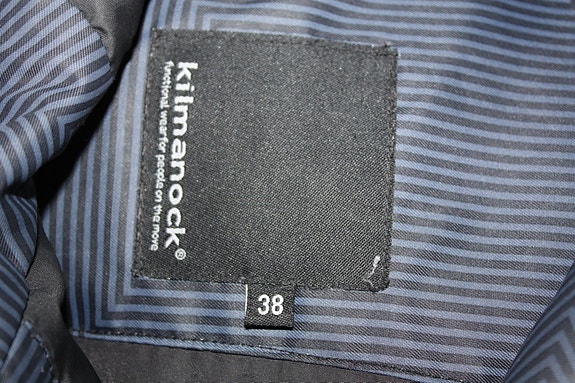 kilmanock®
functional wear for people on the move
38